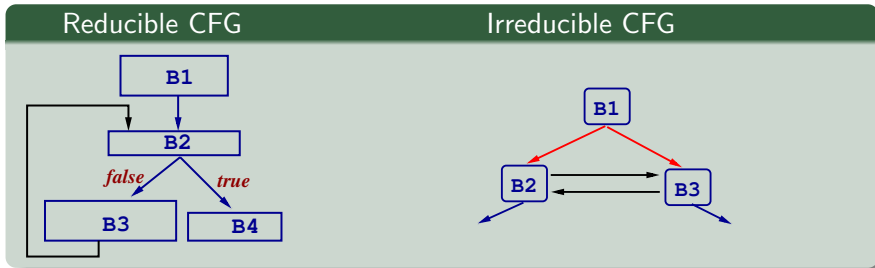 Reducible CFG
B1
B2
false
true
B3
B4
Irreducible CFG
B1
B2
B3